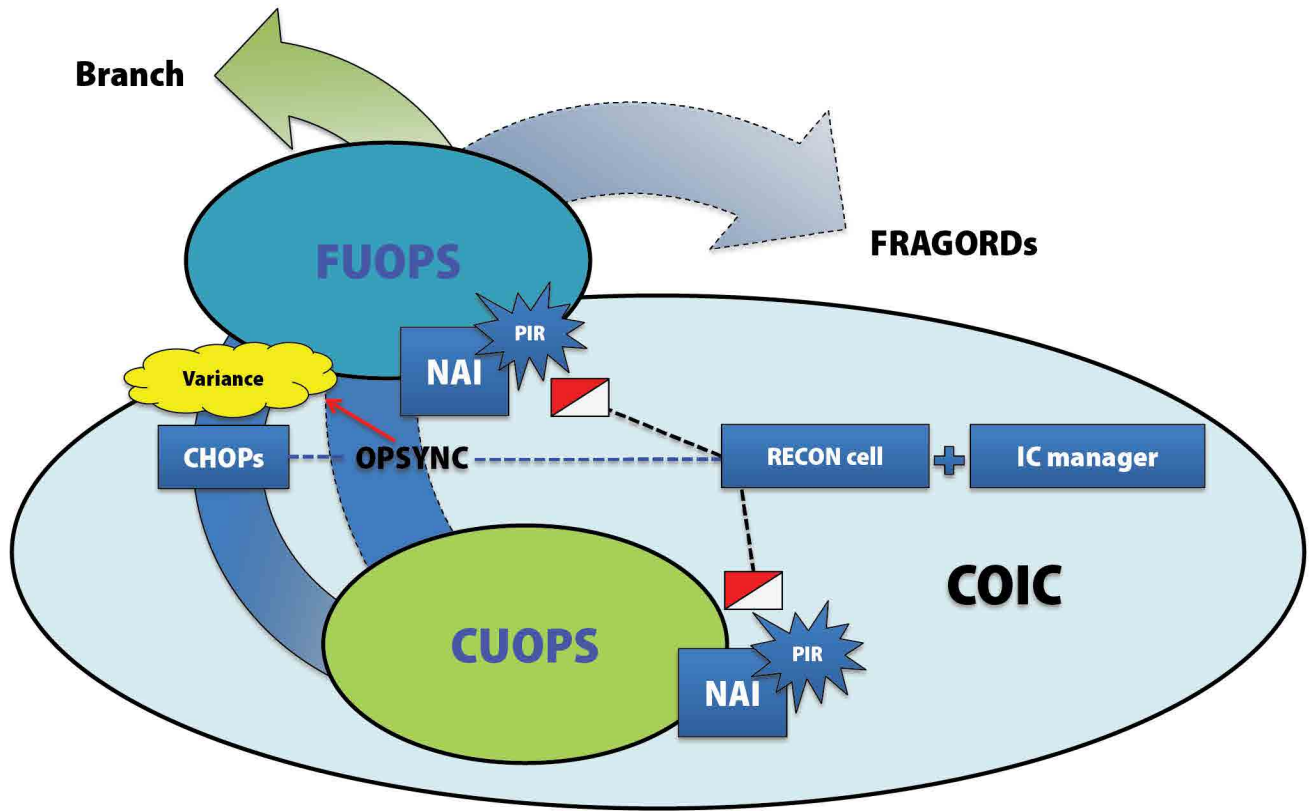 Branch
FRAGORDs
FUOPS
PIR
NAI
Variance
CHOPs
OPSYNC
RECON cell
IC manager
COIC
CUOPS
PIR
NAI